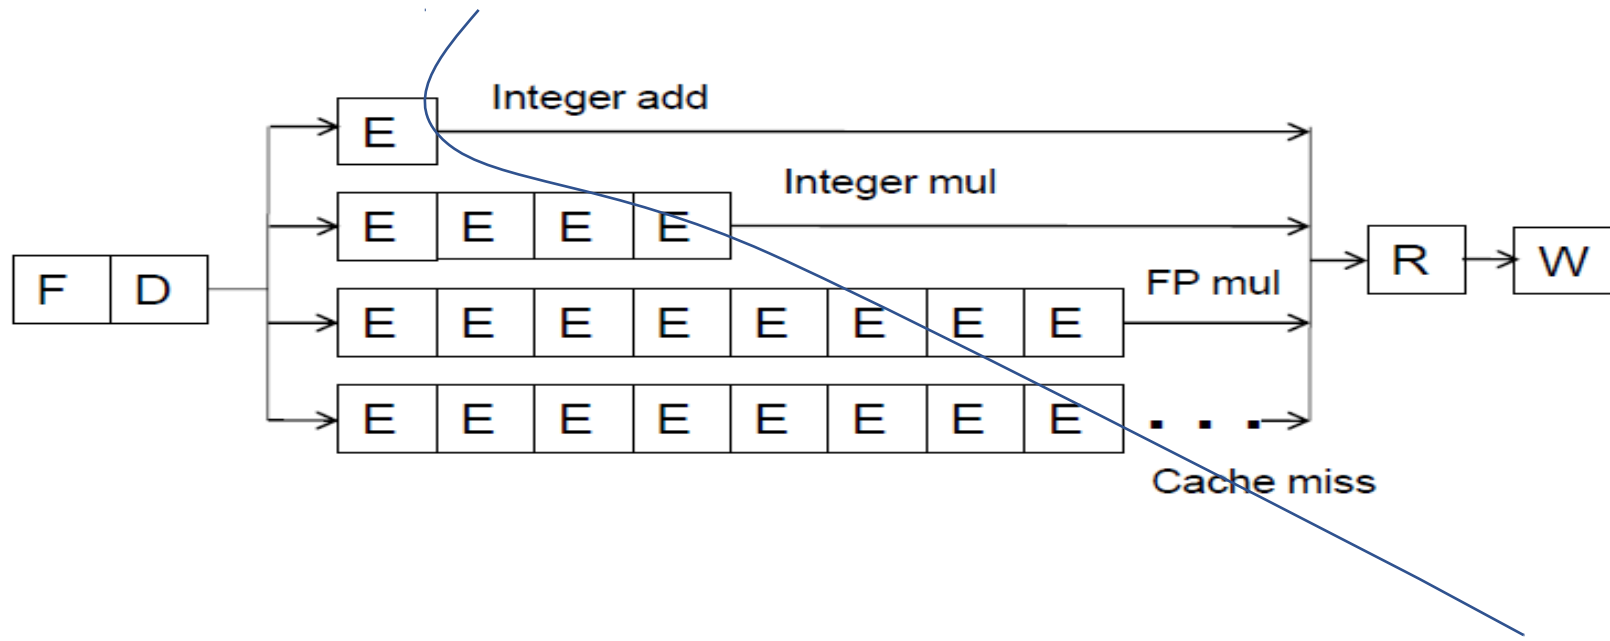 Integer add
E
Integer mul
E E E E
F D
R W
FP mul
E E E E E E E E
E E E E E E E E . . .
Cache miss